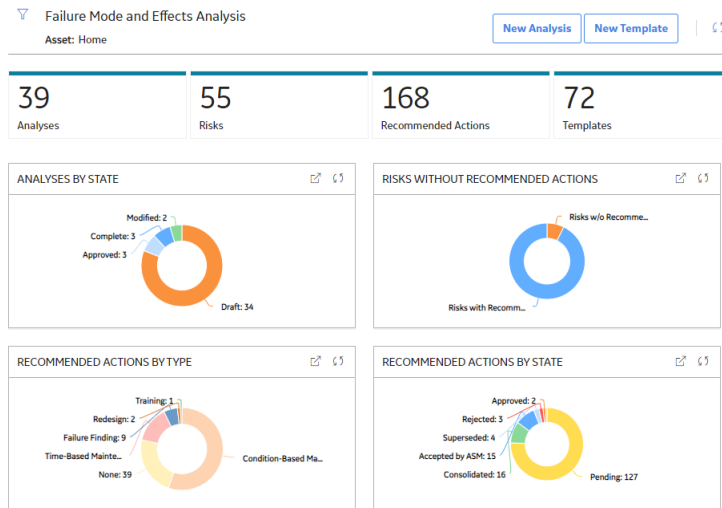 Failure Mode and Effects Analysis
Asset: Home
New Analysis
New Template
39
Analyses
55
Risks
168
Recommended Actions
72
Templates
ANALYSES BY STATE
Modified: 2
Complete: 3
Approved: 3
Draft: 34
RISKS WITHOUT RECOMMENDED ACTIONS
Risks w/o Recomme...
Risks with Recomm...
RECOMMENDED ACTIONS BY TYPE
Training: 1
Redesign: 2
Failure Finding: 9
Time-Based Mainte...
None: 39
Condition-Based Ma...
RECOMMENDED ACTIONS BY STATE
Approved: 2
Rejected: 3
Superseded: 4
Accepted by ASM: 15
Consolidated: 16
Pending: 127